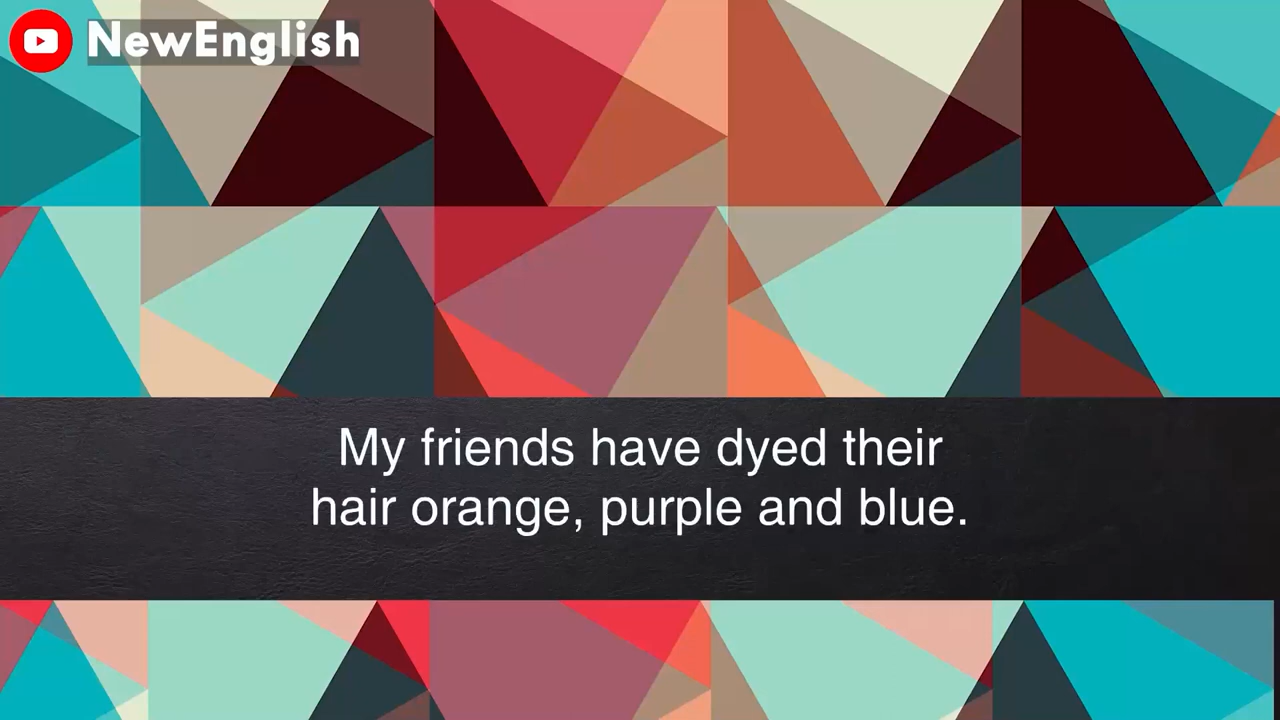 NewEnglish
My friends have dyed their
hair orange, purple and blue.